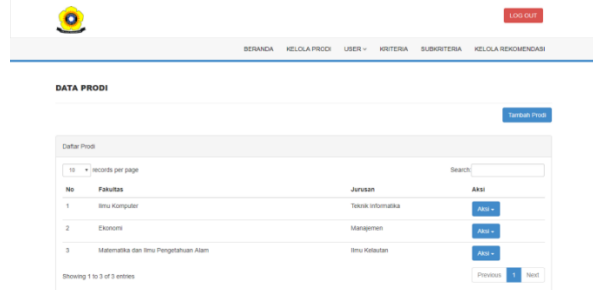 LOG OUT
BERANDA KELOLA PRODI USER KRITERIA SUBKRITERIA KELOLA REKOMENDASI
DATA PRODI
Tambah Prodi
Daftar Prodi
10 records per page Search:
No Fakultas Jurusan Aksi
1 Ilmu Komputer Teknik Informatika Aksi
2 Ekonomi Manajemen Aksi
3 Matematika dan Ilmu Pengetahuan Alam Ilmu Kelautan Aksi
Showing 1 to 3 of 3 entries Previous 1 Next